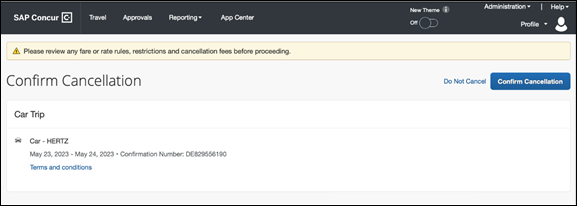 SAP Concur C Travel Approvals Reporting App Center New Theme Off Administration | Help Profile
Please review any fare or rate rules, restrictions and cancellation fees before proceeding.
Confirm Cancellation Do Not Cancel Confirm Cancellation
Car Trip
Car - HERTZ
May 23, 2023 - May 24, 2023 • Confirmation Number: DE829556190
Terms and conditions